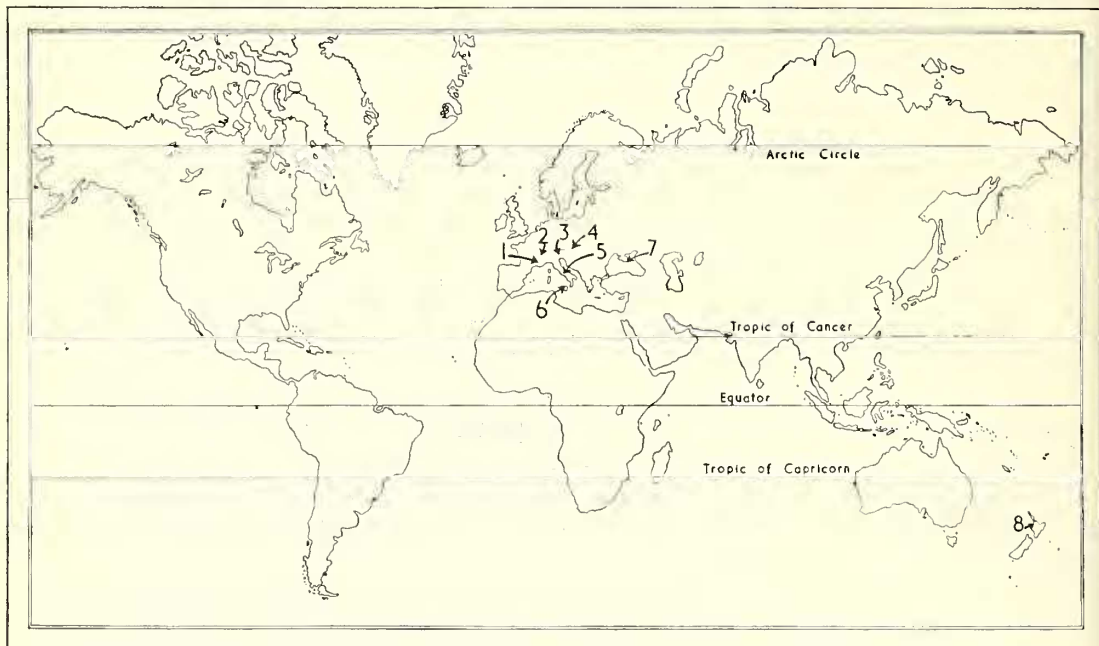 Arctic Circle
2 3 4
1 5 7
6
Tropic of Cancer
Equator
Tropic of Capricorn
8